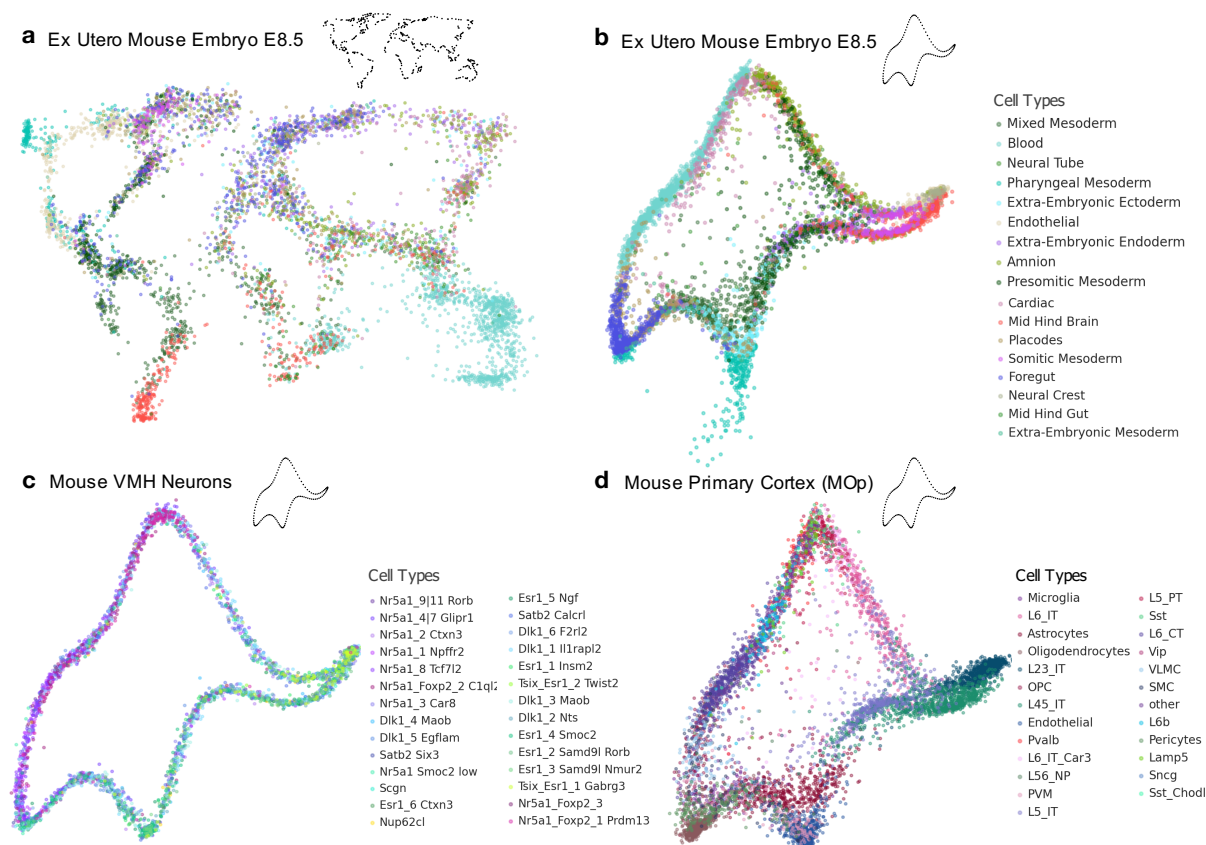 a Ex Utero Mouse Embryo E8.5
b Ex Utero Mouse Embryo E8.5
Cell Types
Mixed Mesoderm
Blood
Neural Tube
Pharyngeal Mesoderm
Extra-Embryonic Ectoderm
Endothelial
Extra-Embryonic Endoderm
Amnion
Presomitic Mesoderm
Cardiac
Mid Hind Brain
Placodes
Somitic Mesoderm
Foregut
Neural Crest
Mid Hind Gut
Extra-Embryonic Mesoderm
c Mouse VMH Neurons
Cell Types
Nr5a1_9|11 Rorb
Nr5a1_4|7 Glipr1
Nr5a1_2 Ctxn3
Nr5a1_1 Npffr2
Nr5a1_8 Tcf7l2
Nr5a1_Foxp2_2 C1ql2
Nr5a1_3 Car8
Dlk1_4 Maob
Dlk1_5 Egflam
Satb2 Six3
Nr5a1 Smoc2 low
Scgn
Esr1_6 Ctxn3
Nup62cl
Esr1_5 Ngf
Satb2 Calcrl
Dlk1_6 F2rl2
Dlk1_1 Il1rapl2
Esr1_1 Insm2
Tsix_Esr1_2 Twist2
Dlk1_3 Maob
Dlk1_2 Nts
Esr1_4 Smoc2
Esr1_2 Samd9l Rorb
Esr1_3 Samd9l Nmur2
Tsix_Esr1_1 Gabrg3
Nr5a1_Foxp2_3
Nr5a1_Foxp2_1 Prdm13
d Mouse Primary Cortex (MOp)
Cell Types
Microglia
L6_IT
Astrocytes
Oligodendrocytes
L23_IT
OPC
L45_IT
Endothelial
Pvalb
L6_IT_Car3
L56_NP
PVM
L5_IT
L5_PT
Sst
L6_CT
Vip
VLMC
SMC
other
L6b
Pericytes
Lamp5
Sncg
Sst_Chodl